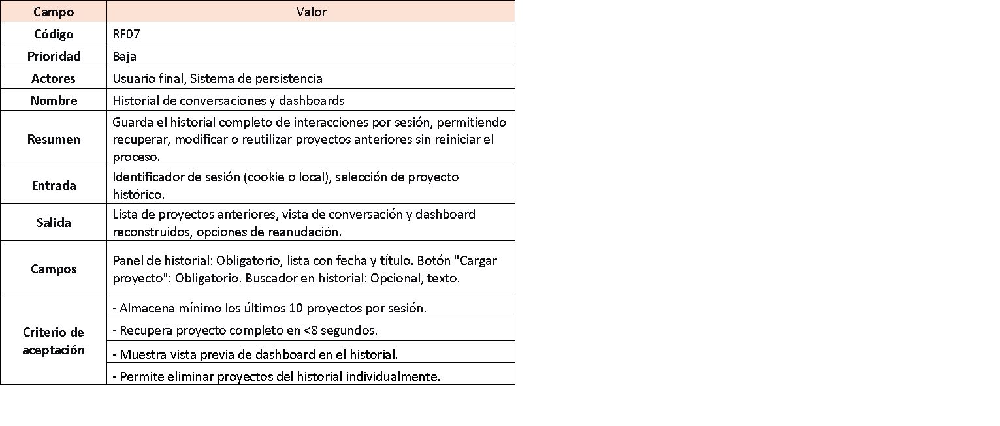 Campo Valor
Código RF07
Prioridad Baja
Actores Usuario final, Sistema de persistencia
Nombre Historial de conversaciones y dashboards
Resumen
Guarda el historial completo de interacciones por sesión, permitiendo
recuperar, modificar o reutilizar proyectos anteriores sin reiniciar el
proceso.
Entrada
Identificador de sesión (cookie o local), selección de proyecto
histórico.
Salida
Lista de proyectos anteriores, vista de conversación y dashboard
reconstruidos, opciones de reanudación.
Campos
Panel de historial: Obligatorio, lista con fecha y título. Botón "Cargar
proyecto": Obligatorio. Buscador en historial: Opcional, texto.
Criterio de
aceptación
- Almacena mínimo los últimos 10 proyectos por sesión.
- Recupera proyecto completo en <8 segundos.
- Muestra vista previa de dashboard en el historial.
- Permite eliminar proyectos del historial individualmente.